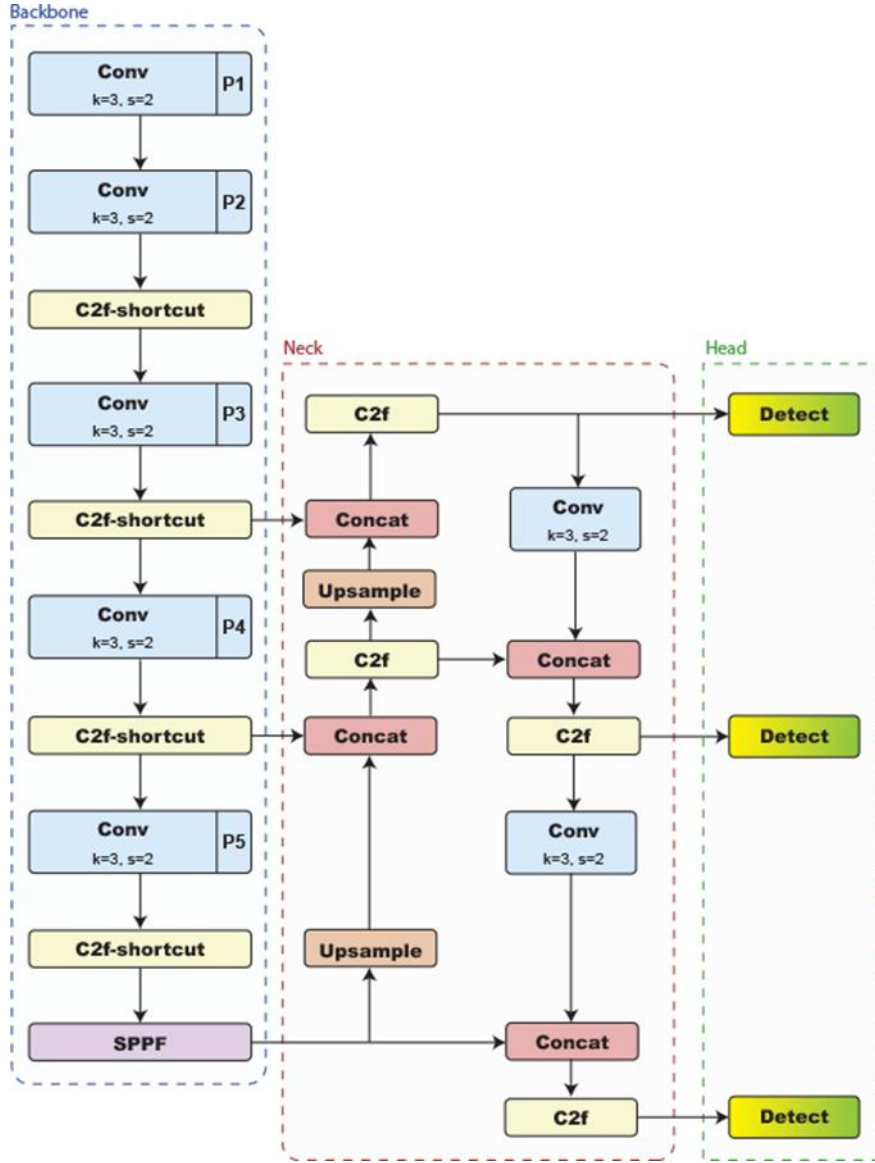 Backbone
Conv
k=3, s=2
P1
Conv
k=3, s=2
P2
C2f-shortcut
Conv
k=3, s=2
P3
C2f-shortcut
Conv
k=3, s=2
P4
C2f-shortcut
Conv
k=3, s=2
P5
C2f-shortcut
SPPF
Neck
C2f
Concat
Upsample
C2f
Concat
Upsample
Conv
k=3, s=2
Concat
C2f
Conv
k=3, s=2
Concat
C2f
Head
Detect
Detect
Detect